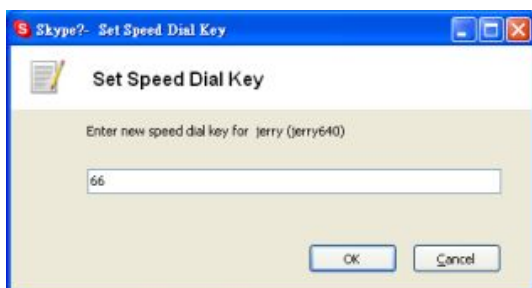 S Skype?- Set Speed Dial Key
Set Speed Dial Key
Enter new speed dial key for jerry (jerry640)
66
OK Cancel